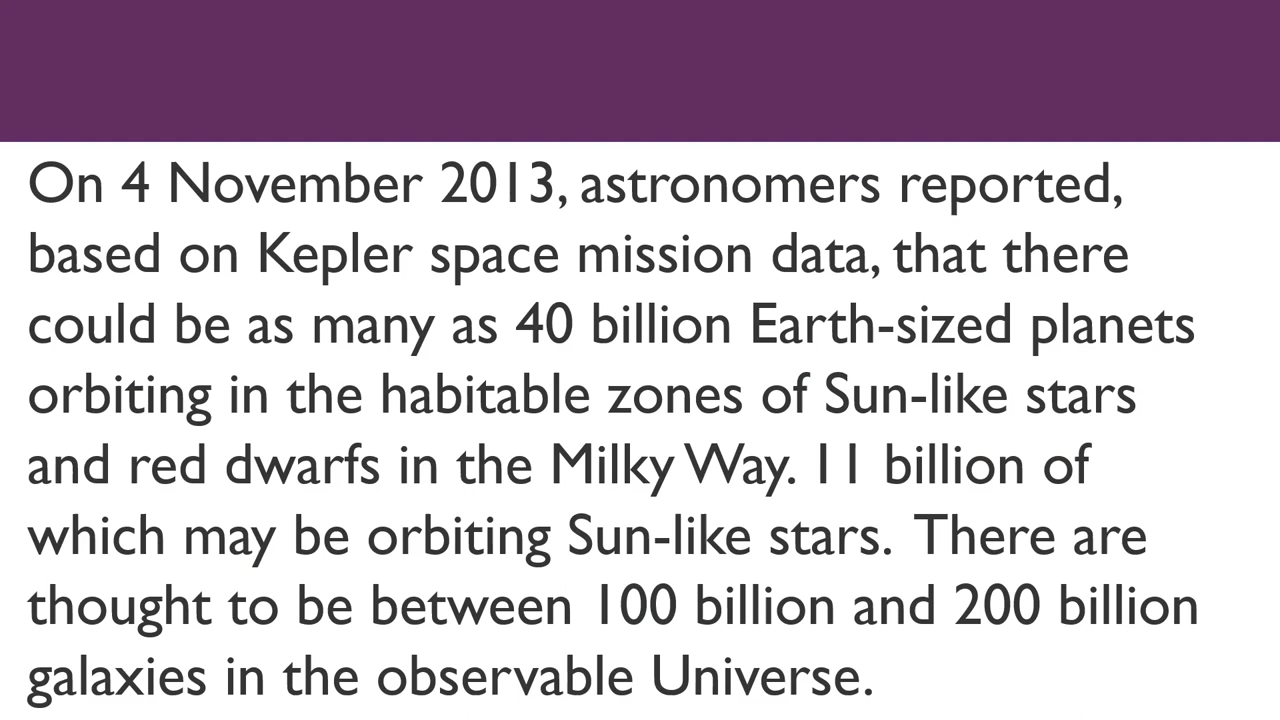 On 4 November 2013, astronomers reported,
based on Kepler space mission data, that there
could be as many as 40 billion Earth-sized planets
orbiting in the habitable zones of Sun-like stars
and red dwarfs in the Milky Way. 11 billion of
which may be orbiting Sun-like stars.  There are
thought to be between 100 billion and 200 billion
galaxies in the observable Universe.